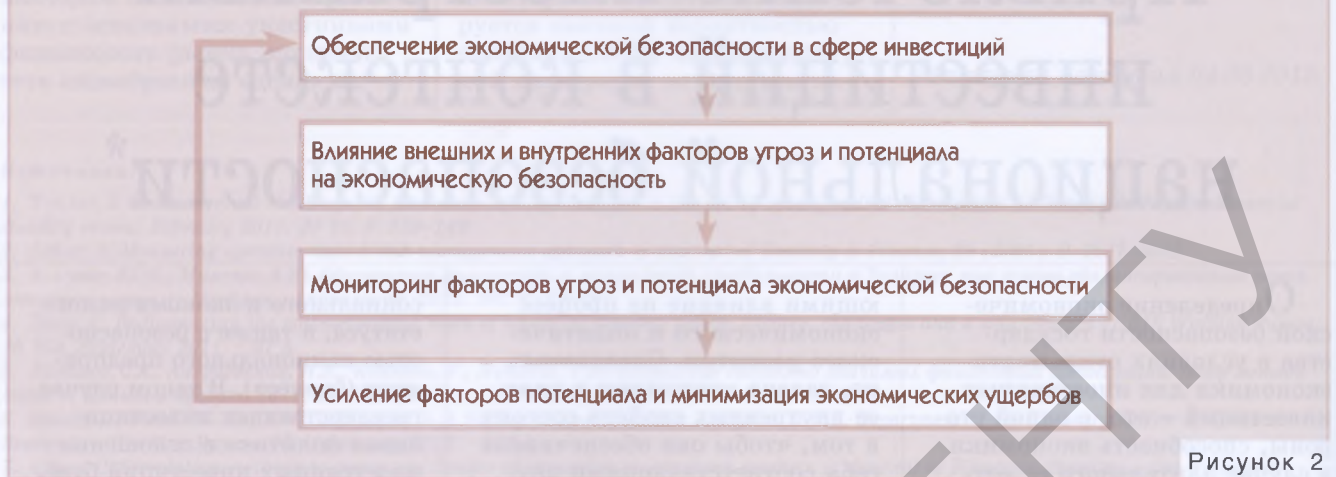 Обеспечение экономической безопасности в сфере инвестиций
Влияние внешних и внутренних факторов угроз и потенциала
на экономическую безопасность
Мониторинг факторов угроз и потенциала экономической безопасности
Усиление факторов потенциала и минимизация экономических ущербов
Рисунок 2
НТУ